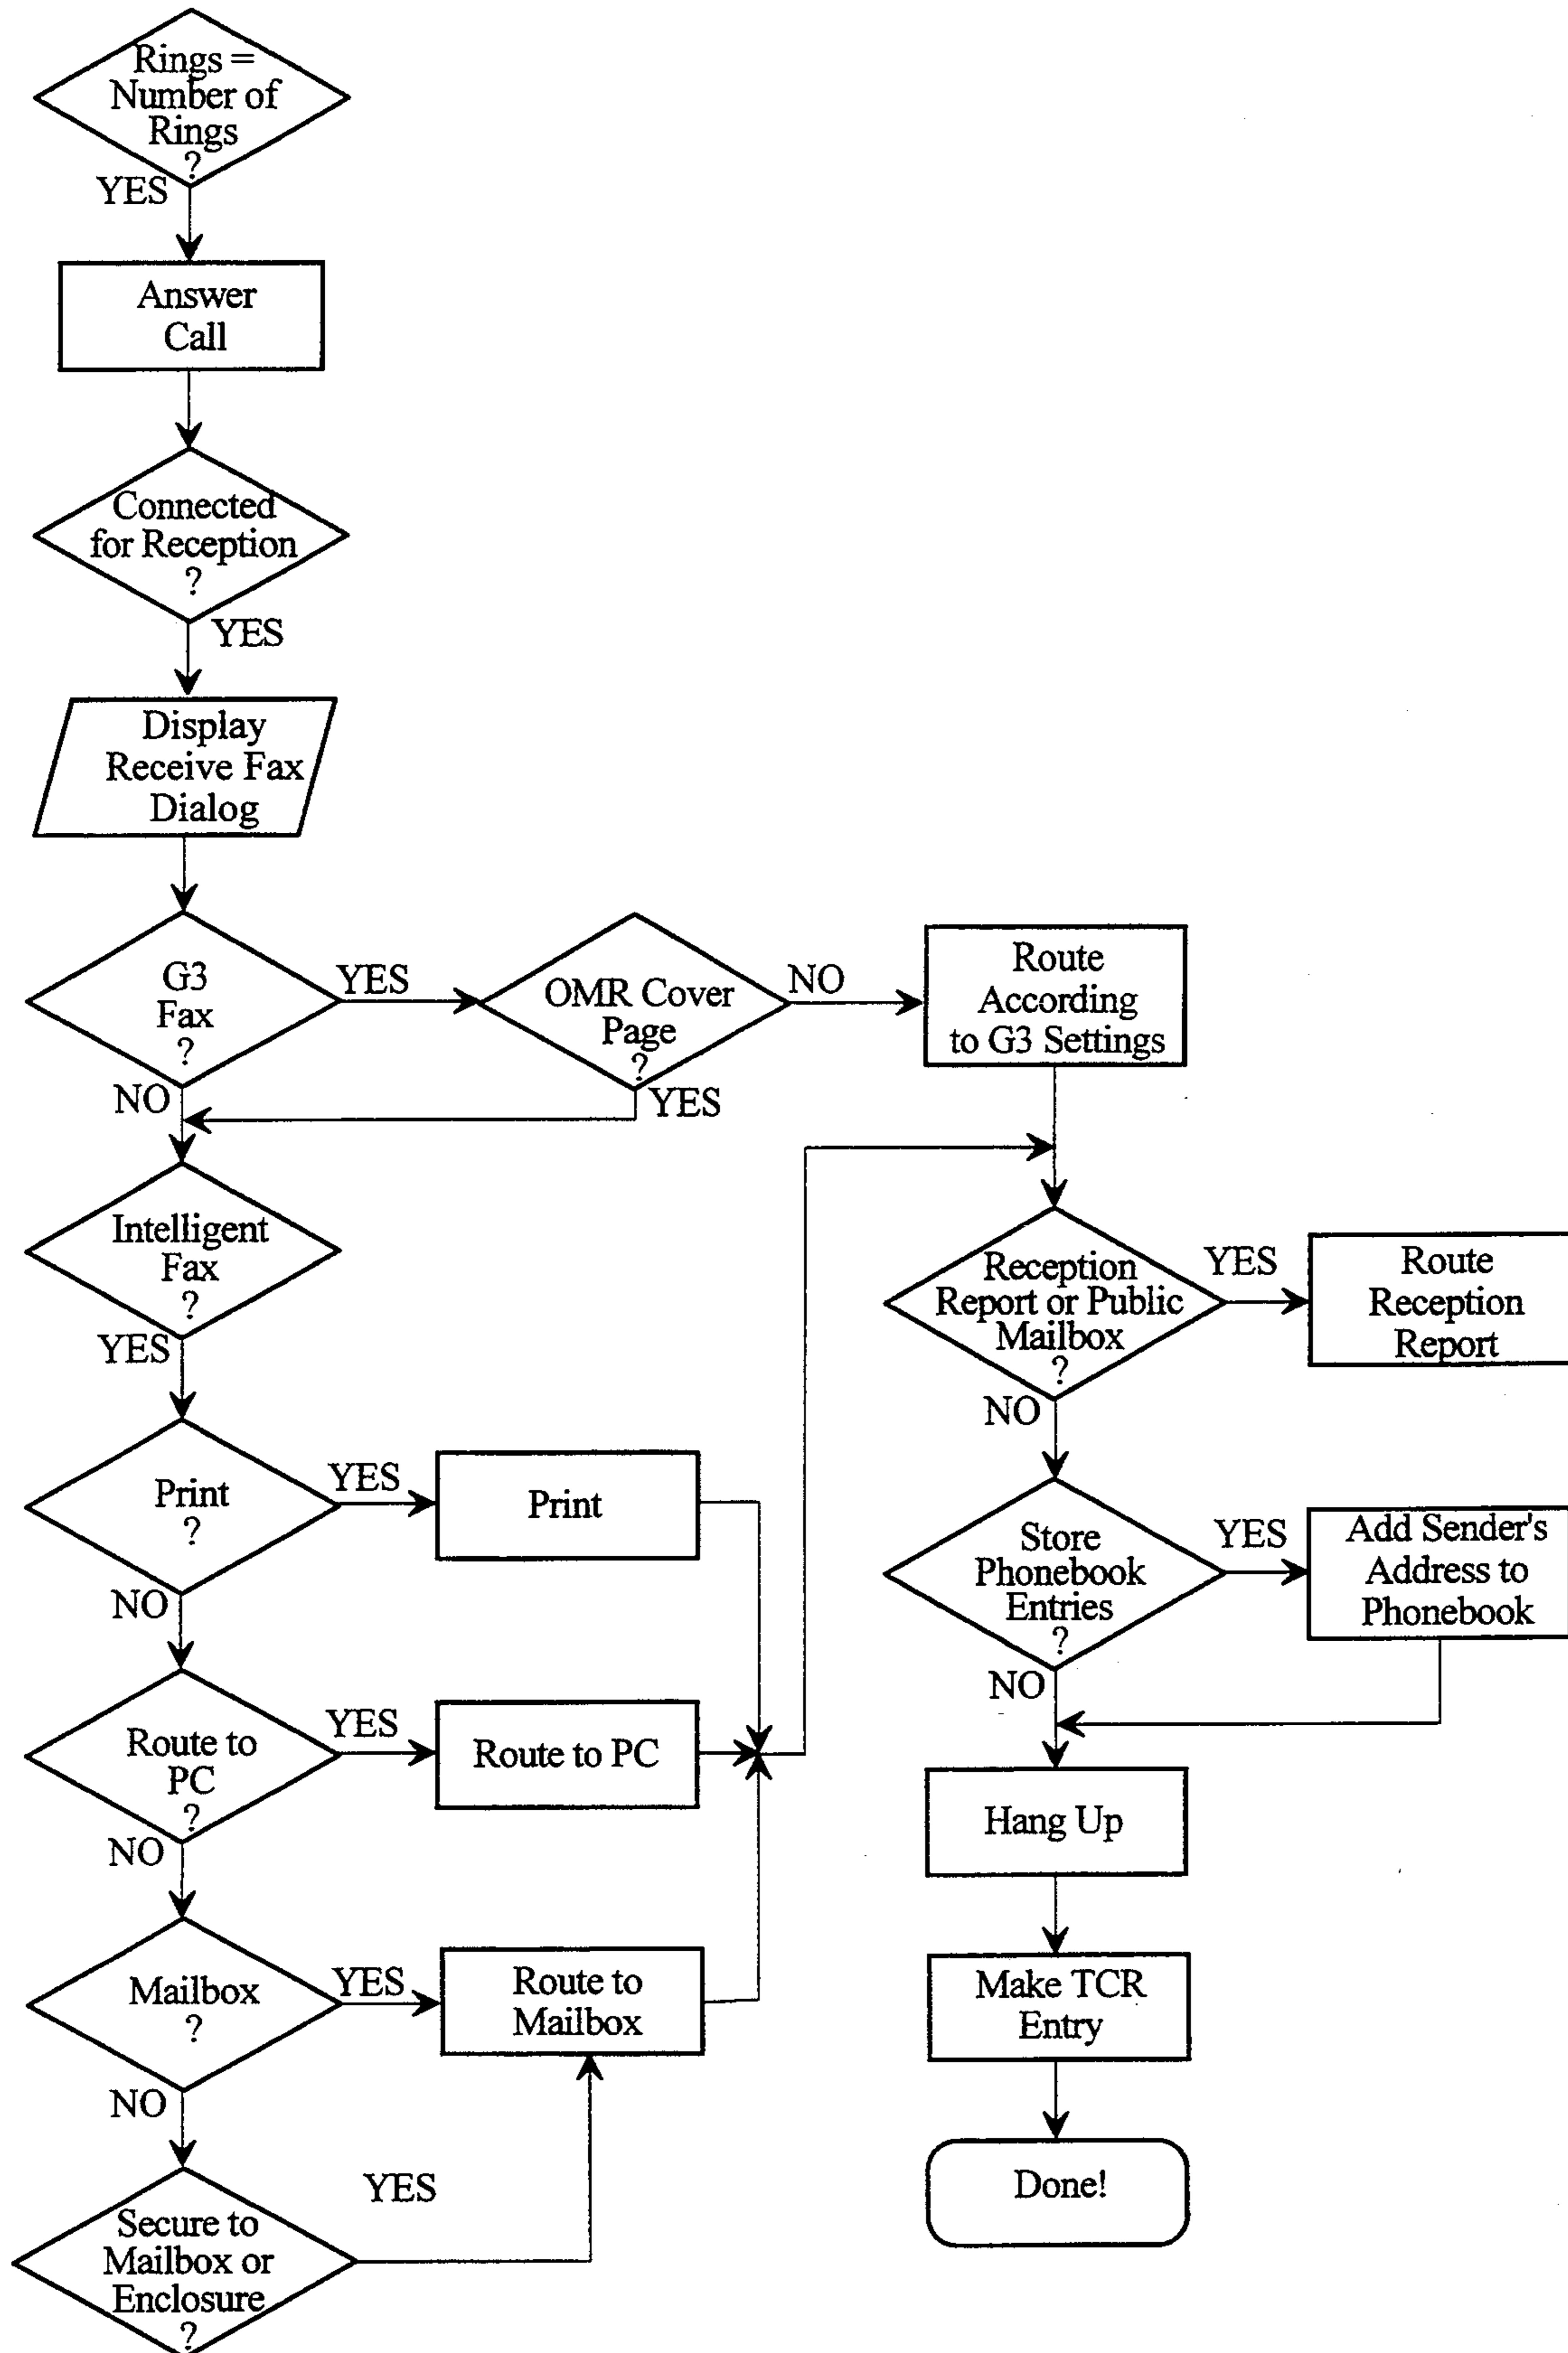 Rings =
Number of
Rings
?
YES
Answer
Call
Connected
for Reception
?
YES
Display
Receive Fax
Dialog
G3
Fax
?
YES
NO
OMR Cover
Page
?
NO
YES
Route
According
to G3 Settings
Intelligent
Fax
?
YES
Print
?
YES
NO
Print
Route to
PC
?
YES
NO
Route to PC
Mailbox
?
YES
NO
Route to
Mailbox
Secure to
Mailbox or
Enclosure
?
YES
Reception
Report or Public
Mailbox
?
YES
NO
Route
Reception
Report
Store
Phonebook
Entries
?
YES
NO
Add Sender's
Address to
Phonebook
Hang Up
Make TCR
Entry
Done!